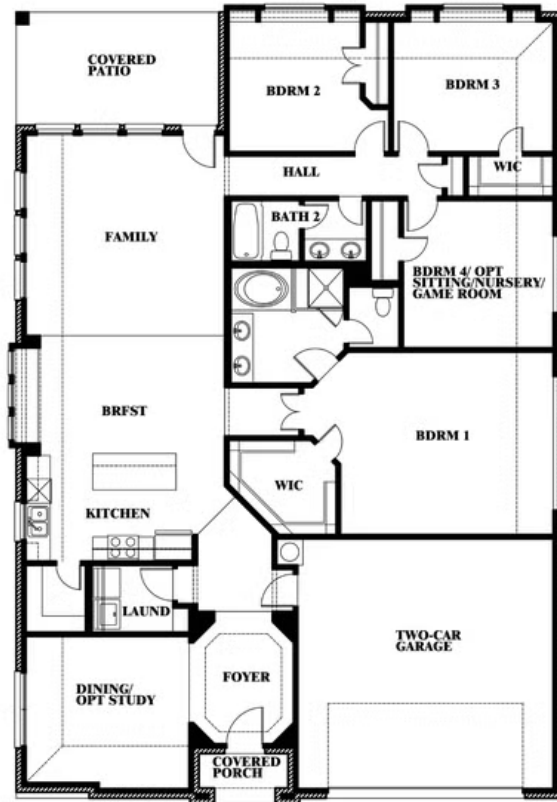 COVERED
PATIO
BDRM 2
BDRM 3
HALL
WIC
FAMILY
BATH 2
BDRM 4/ OPT
SITTING/NURSERY/
GAME ROOM
BRFST
BDRM 1
WIC
KITCHEN
LAUND
TWO-CAR
GARAGE
FOYER
DINING/
OPT STUDY
COVERED
PORCH